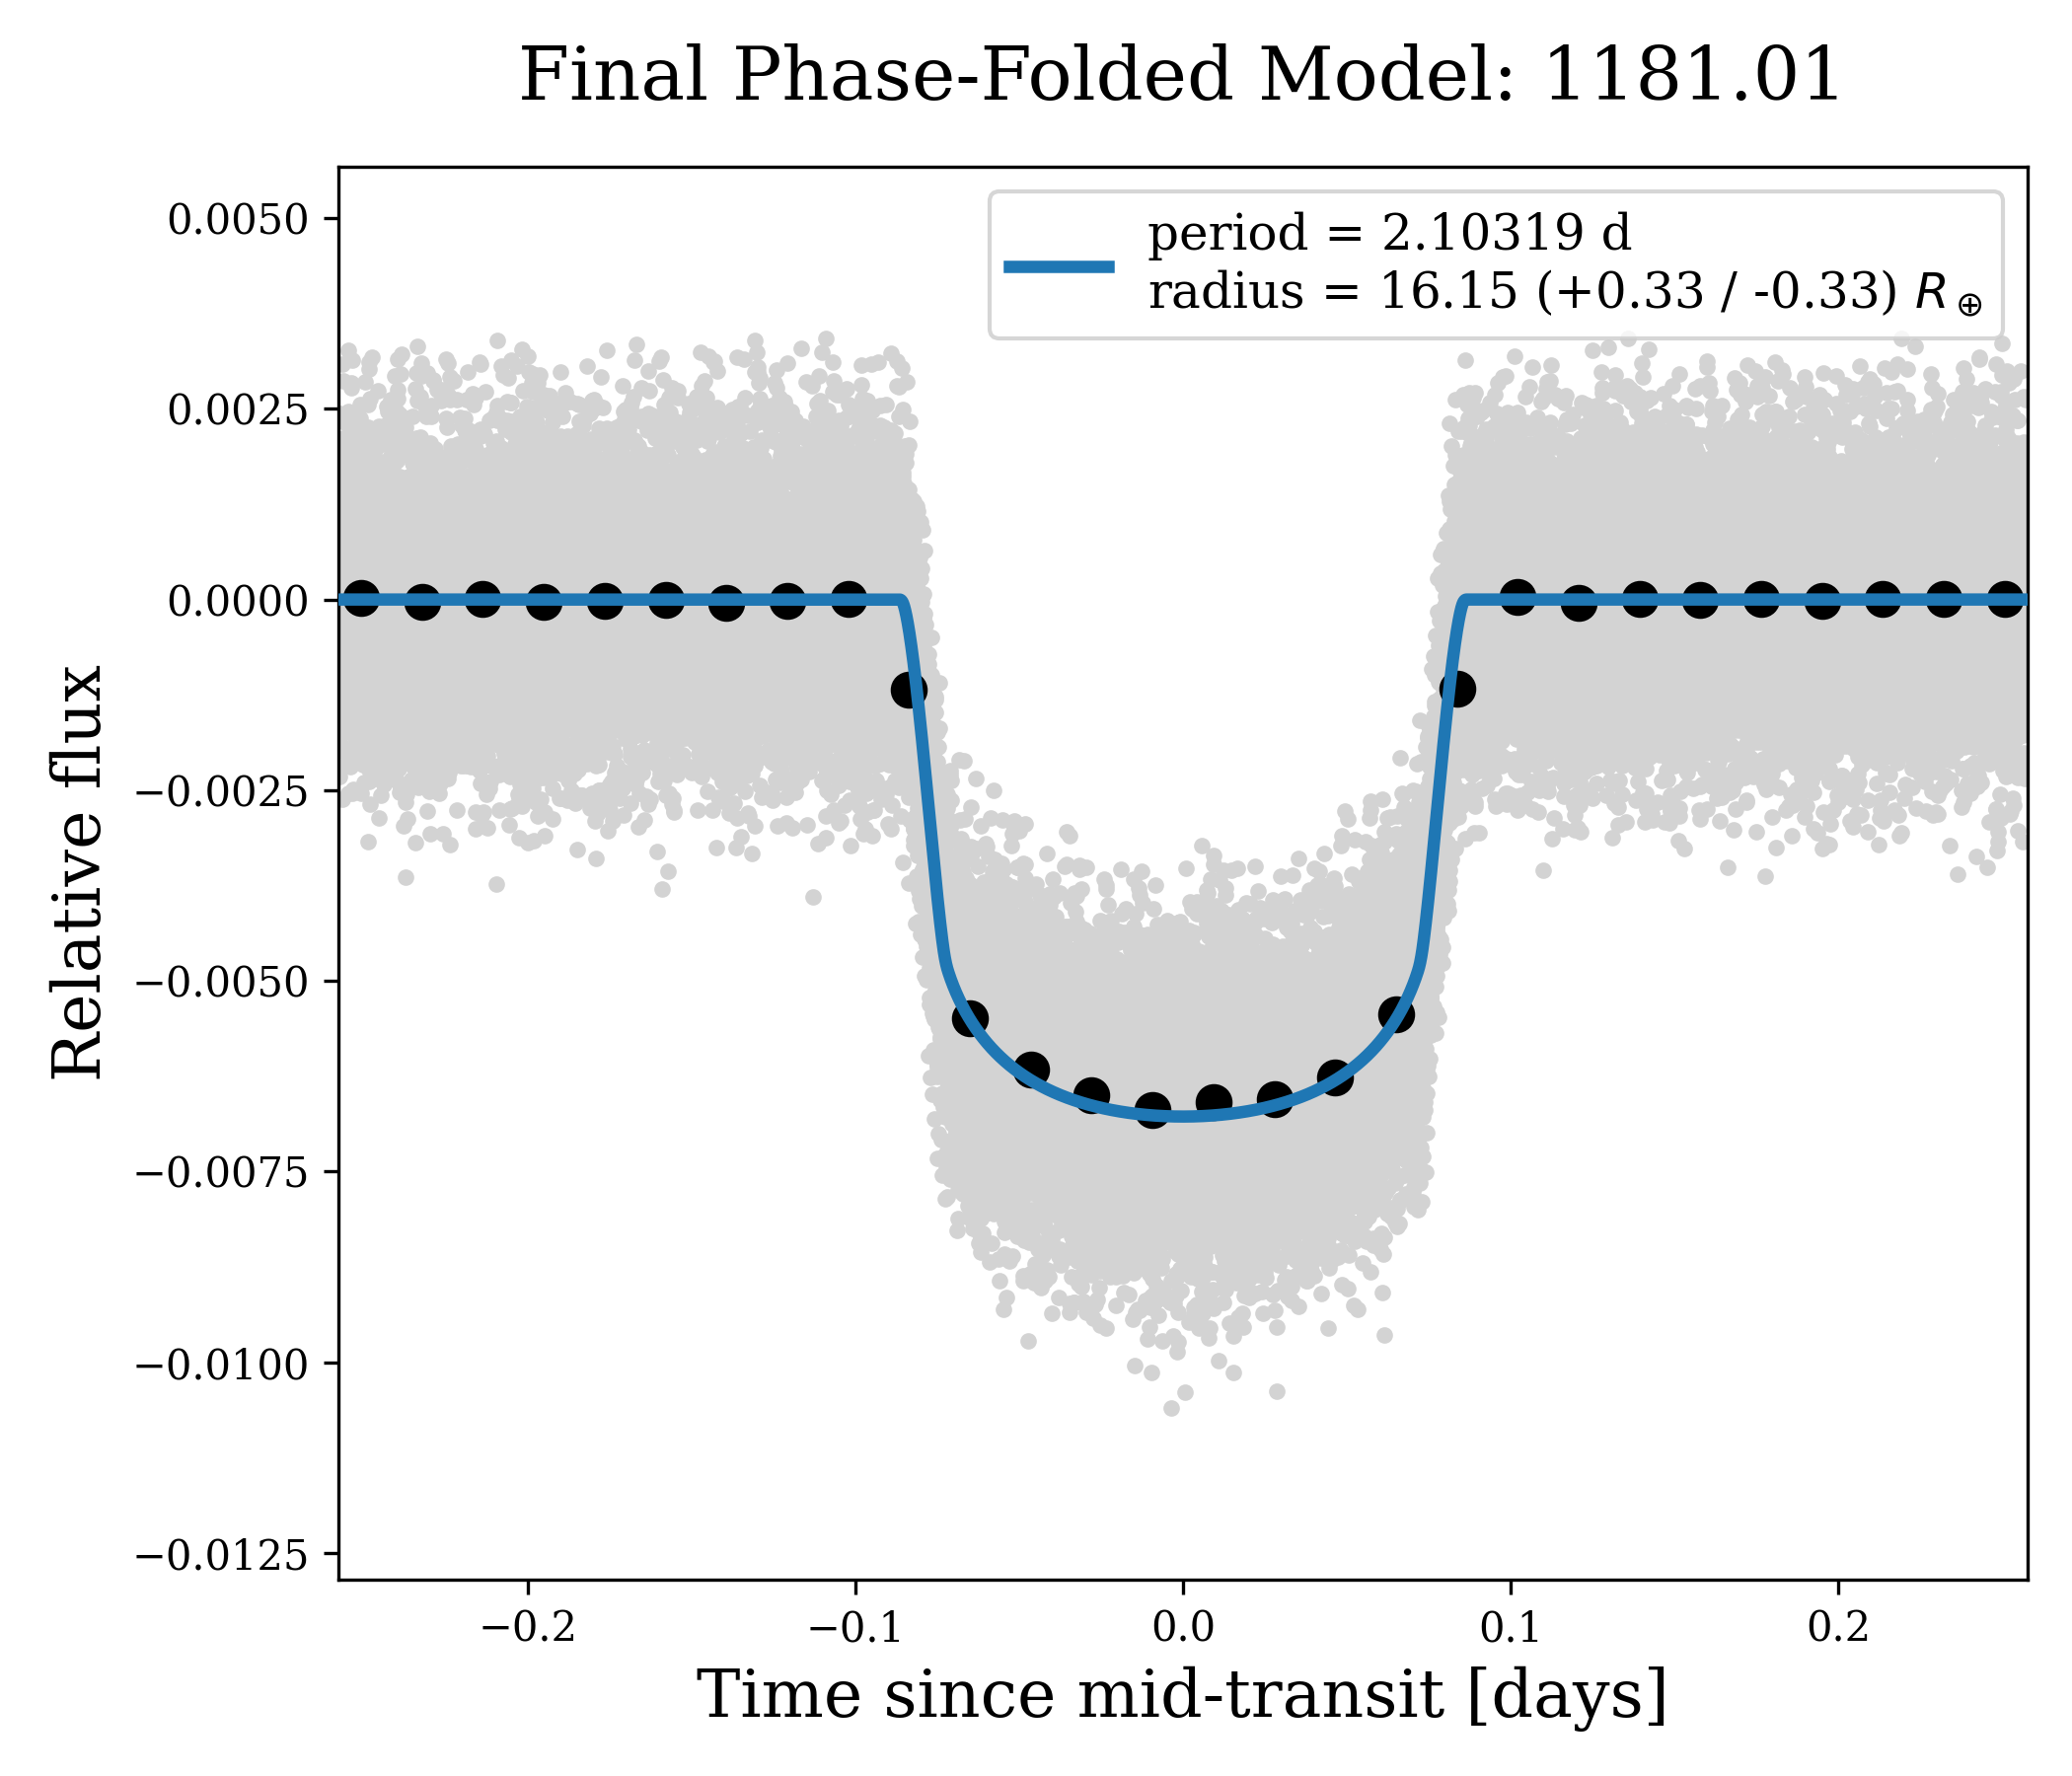 Final Phase-Folded Model: 1181.01
period = 2.10319 d
radius = 16.15 (+0.33 / -0.33) R⊕
0.0050
0.0025
0.0000
−0.0025
−0.0050
−0.0075
−0.0100
−0.0125
Relative flux
−0.2 −0.1 0.0 0.1 0.2
Time since mid-transit [days]